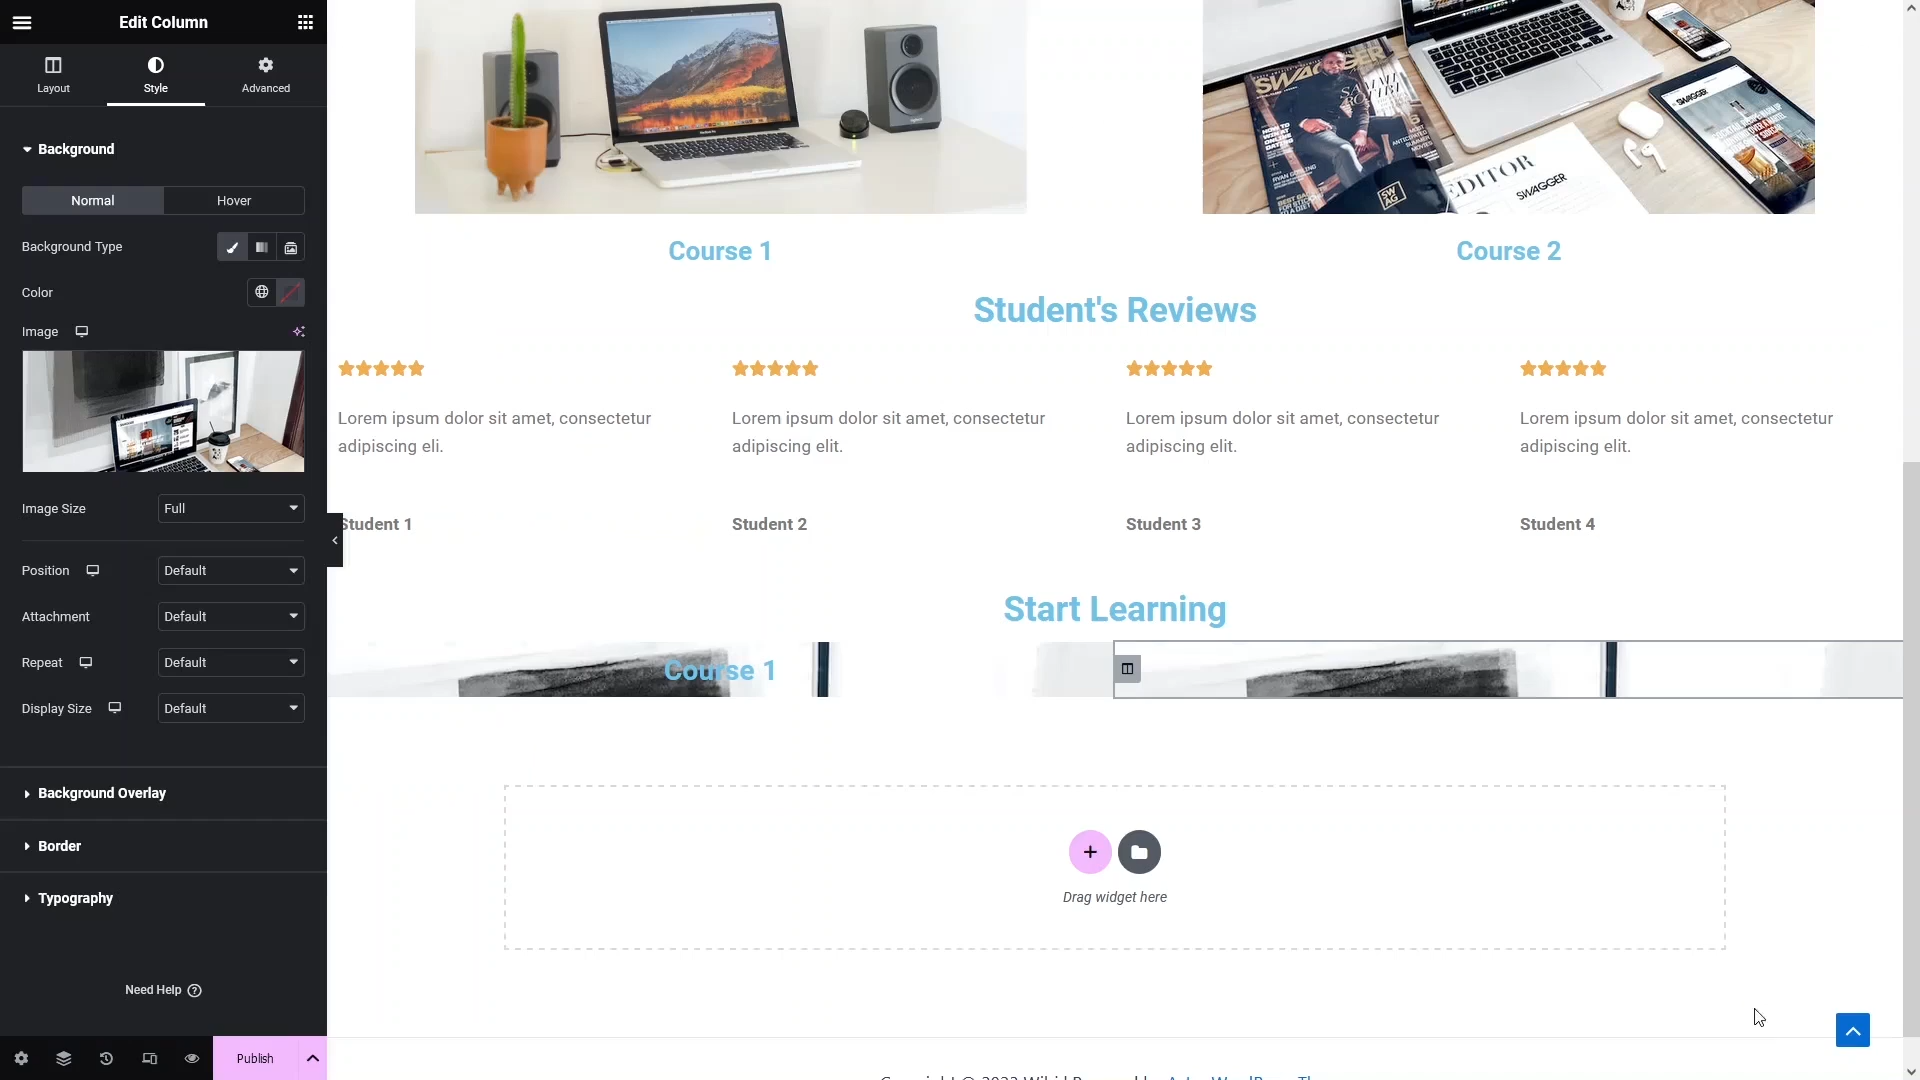 Edit Column
Layout
Style
Advanced
Background
Normal
Hover
Background Type
Color
Image
Image Size
Full
Position
Default
Attachment
Default
Repeat
Default
Display Size
Default
Background Overlay
Border
Typography
Need Help
Publish
SWAGGER
EDITOR
SWAGGER
Course 1
Course 2
Student's Reviews
Lorem ipsum dolor sit amet, consectetur
adipiscing eli.
Lorem ipsum dolor sit amet, consectetur
adipiscing elit.
Lorem ipsum dolor sit amet, consectetur
adipiscing elit.
Lorem ipsum dolor sit amet, consectetur
adipiscing elit.
Student 1
Student 2
Student 3
Student 4
Start Learning
Course 1
Drag widget here